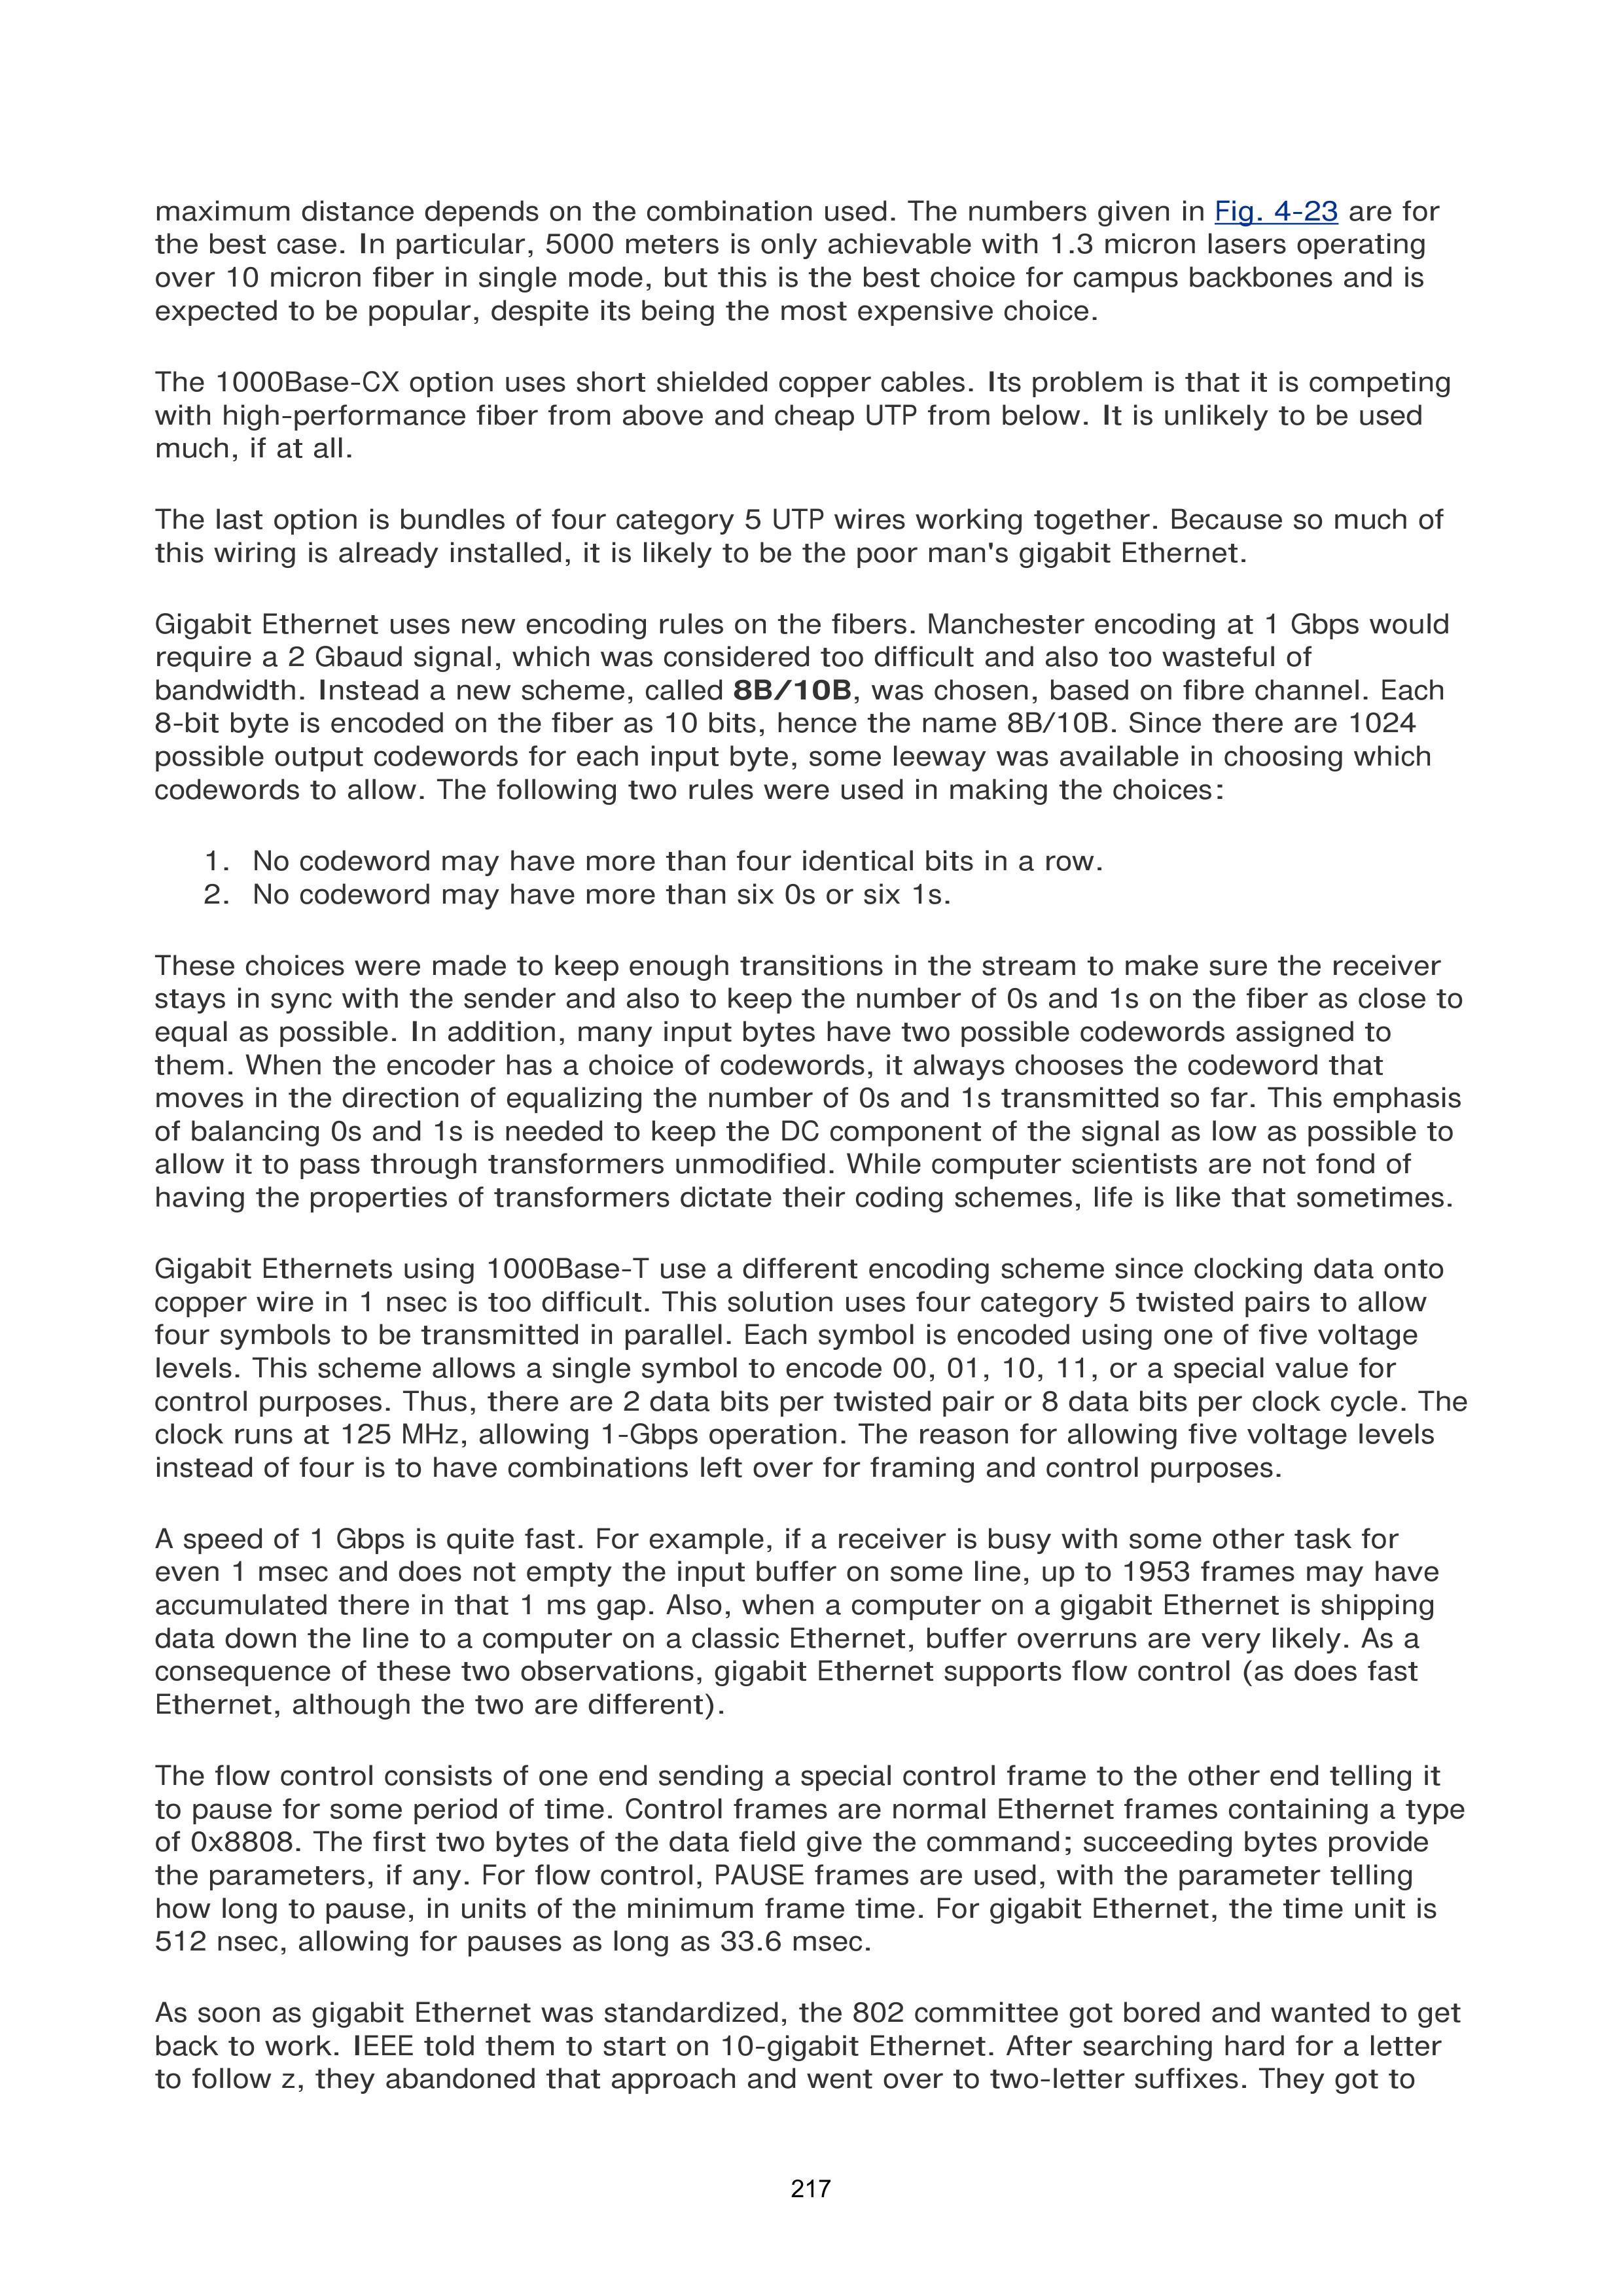 maximum distance depends on the combination used. The numbers given in Fig. 4-23 are for
the best case. In particular, 5000 meters is only achievable with 1.3 micron lasers operating
over 10 micron fiber in single mode, but this is the best choice for campus backbones and is
expected to be popular, despite its being the most expensive choice.
The 1000Base-CX option uses short shielded copper cables. Its problem is that it is competing
with high-performance fiber from above and cheap UTP from below. It is unlikely to be used
much, if at all.
The last option is bundles of four category 5 UTP wires working together. Because so much of
this wiring is already installed, it is likely to be the poor man's gigabit Ethernet.
Gigabit Ethernet uses new encoding rules on the fibers. Manchester encoding at 1 Gbps would
require a 2 Gbaud signal, which was considered too difficult and also too wasteful of
bandwidth. Instead a new scheme, called 8B/10B, was chosen, based on fibre channel. Each
8-bit byte is encoded on the fiber as 10 bits, hence the name 8B/10B. Since there are 1024
possible output codewords for each input byte, some leeway was available in choosing which
codewords to allow. The following two rules were used in making the choices:
1. No codeword may have more than four identical bits in a row.
2. No codeword may have more than six 0s or six 1s.
These choices were made to keep enough transitions in the stream to make sure the receiver
stays in sync with the sender and also to keep the number of 0s and 1s on the fiber as close to
equal as possible. In addition, many input bytes have two possible codewords assigned to
them. When the encoder has a choice of codewords, it always chooses the codeword that
moves in the direction of equalizing the number of 0s and 1s transmitted so far. This emphasis
of balancing 0s and 1s is needed to keep the DC component of the signal as low as possible to
allow it to pass through transformers unmodified. While computer scientists are not fond of
having the properties of transformers dictate their coding schemes, life is like that sometimes.
Gigabit Ethernets using 1000Base-T use a different encoding scheme since clocking data onto
copper wire in 1 nsec is too difficult. This solution uses four category 5 twisted pairs to allow
four symbols to be transmitted in parallel. Each symbol is encoded using one of five voltage
levels. This scheme allows a single symbol to encode 00, 01, 10, 11, or a special value for
control purposes. Thus, there are 2 data bits per twisted pair or 8 data bits per clock cycle. The
clock runs at 125 MHz, allowing 1-Gbps operation. The reason for allowing five voltage levels
instead of four is to have combinations left over for framing and control purposes.
A speed of 1 Gbps is quite fast. For example, if a receiver is busy with some other task for
even 1 msec and does not empty the input buffer on some line, up to 1953 frames may have
accumulated there in that 1 ms gap. Also, when a computer on a gigabit Ethernet is shipping
data down the line to a computer on a classic Ethernet, buffer overruns are very likely. As a
consequence of these two observations, gigabit Ethernet supports flow control (as does fast
Ethernet, although the two are different).
The flow control consists of one end sending a special control frame to the other end telling it
to pause for some period of time. Control frames are normal Ethernet frames containing a type
of 0x8808. The first two bytes of the data field give the command; succeeding bytes provide
the parameters, if any. For flow control, PAUSE frames are used, with the parameter telling
how long to pause, in units of the minimum frame time. For gigabit Ethernet, the time unit is
512 nsec, allowing for pauses as long as 33.6 msec.
As soon as gigabit Ethernet was standardized, the 802 committee got bored and wanted to get
back to work. IEEE told them to start on 10-gigabit Ethernet. After searching hard for a letter
to follow z, they abandoned that approach and went over to two-letter suffixes. They got to
217